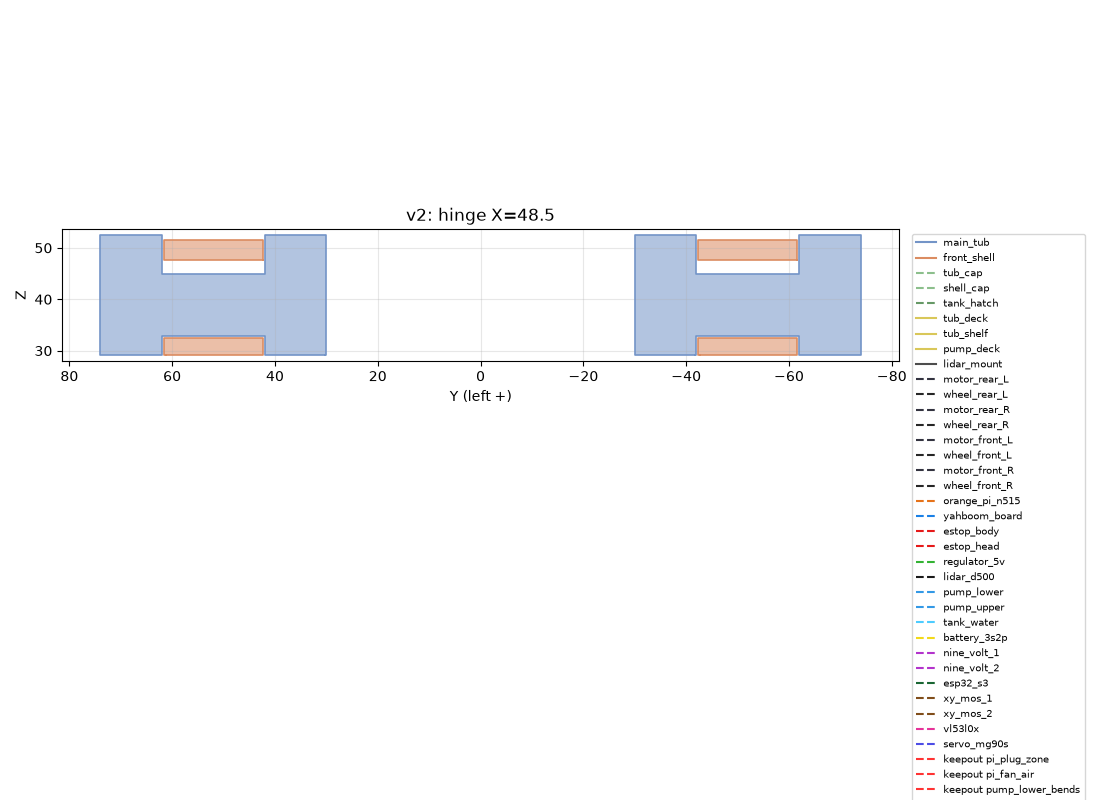 v2: hinge X=48.5
50
40
30
Z
80
60
40
20
0
−20
−40
−60
−80
Y (left +)
main_tub
front_shell
tub_cap
shell_cap
tank_hatch
tub_deck
tub_shelf
pump_deck
lidar_mount
motor_rear_L
wheel_rear_L
motor_rear_R
wheel_rear_R
motor_front_L
wheel_front_L
motor_front_R
wheel_front_R
orange_pi_n515
yahboom_board
estop_body
estop_head
regulator_5v
lidar_d500
pump_lower
pump_upper
tank_water
battery_3s2p
nine_volt_1
nine_volt_2
esp32_s3
xy_mos_1
xy_mos_2
vl53l0x
servo_mg90s
keepout pi_plug_zone
keepout pi_fan_air
keepout pump_lower_bends